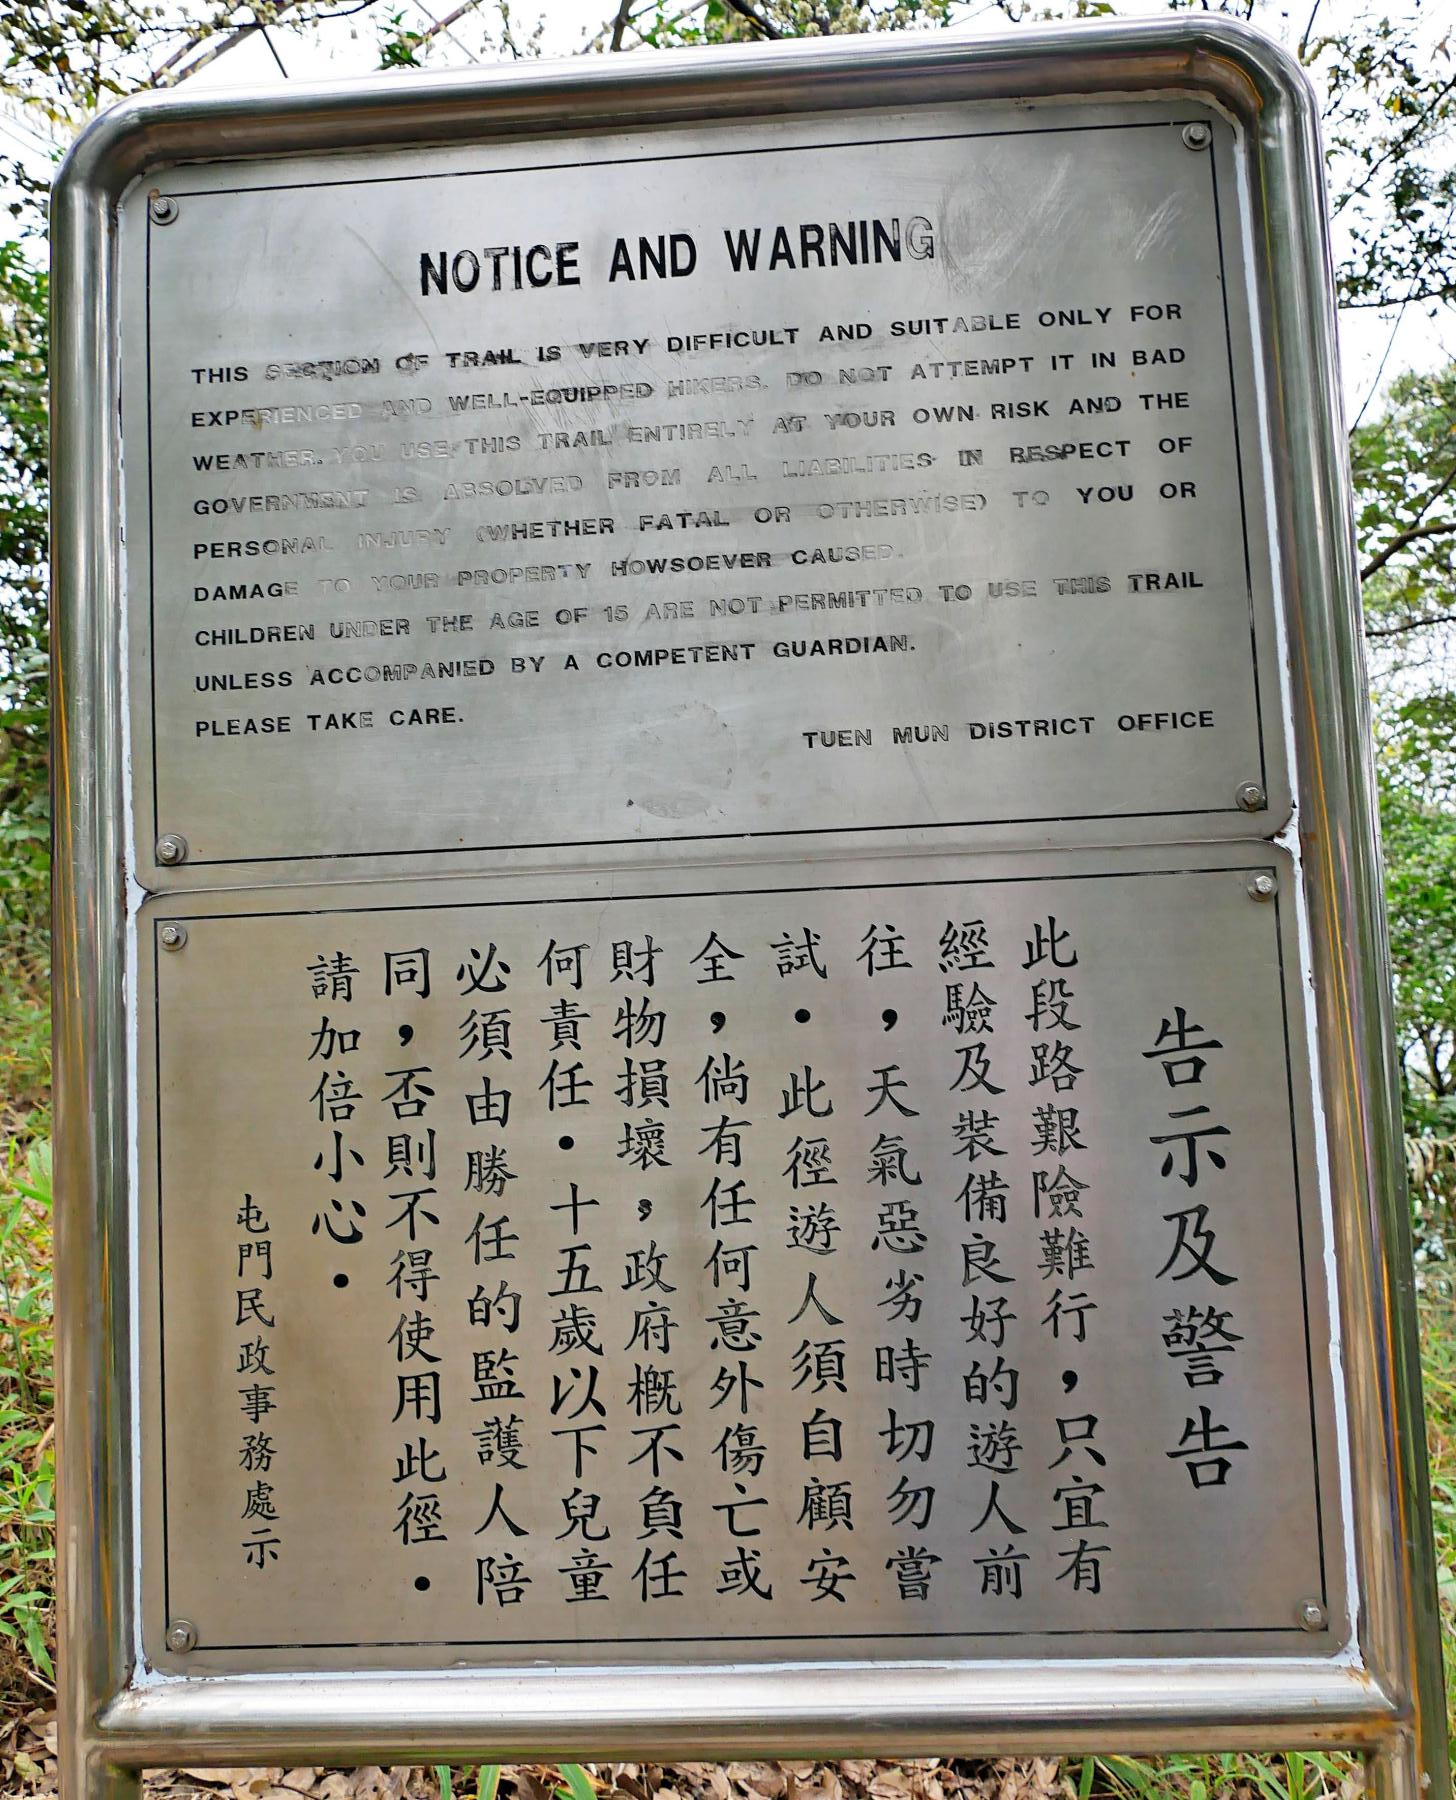 NOTICE AND WARNING
THIS SECTION OF TRAIL IS VERY DIFFICULT AND SUITABLE ONLY FOR
EXPERIENCED AND WELL-EQUIPPED HIKERS. DO NOT ATTEMPT IT IN BAD
WEATHER. YOU USE THIS TRAIL ENTIRELY AT YOUR OWN RISK AND THE
GOVERNMENT IS ABSOLVED FROM ALL LIABILITIES IN RESPECT OF
PERSONAL INJURY (WHETHER FATAL OR OTHERWISE) TO YOU OR
DAMAGE TO YOUR PROPERTY HOWSOEVER CAUSED.
CHILDREN UNDER THE AGE OF 15 ARE NOT PERMITTED TO USE THIS TRAIL
UNLESS ACCOMPANIED BY A COMPETENT GUARDIAN.
PLEASE TAKE CARE.
TUEN MUN DISTRICT OFFICE
告示及警告
此段路艱險難行，只宜有
經驗及裝備良好的遊人前
往，天氣惡劣時切勿嘗
試．此徑遊人須自顧安
全，倘有任何意外傷亡或
財物損壞，政府概不負任
何責任．十五歲以下兒童
必須由勝任的監護人陪
同，否則不得使用此徑．
請加倍小心．
屯門民政事務處示